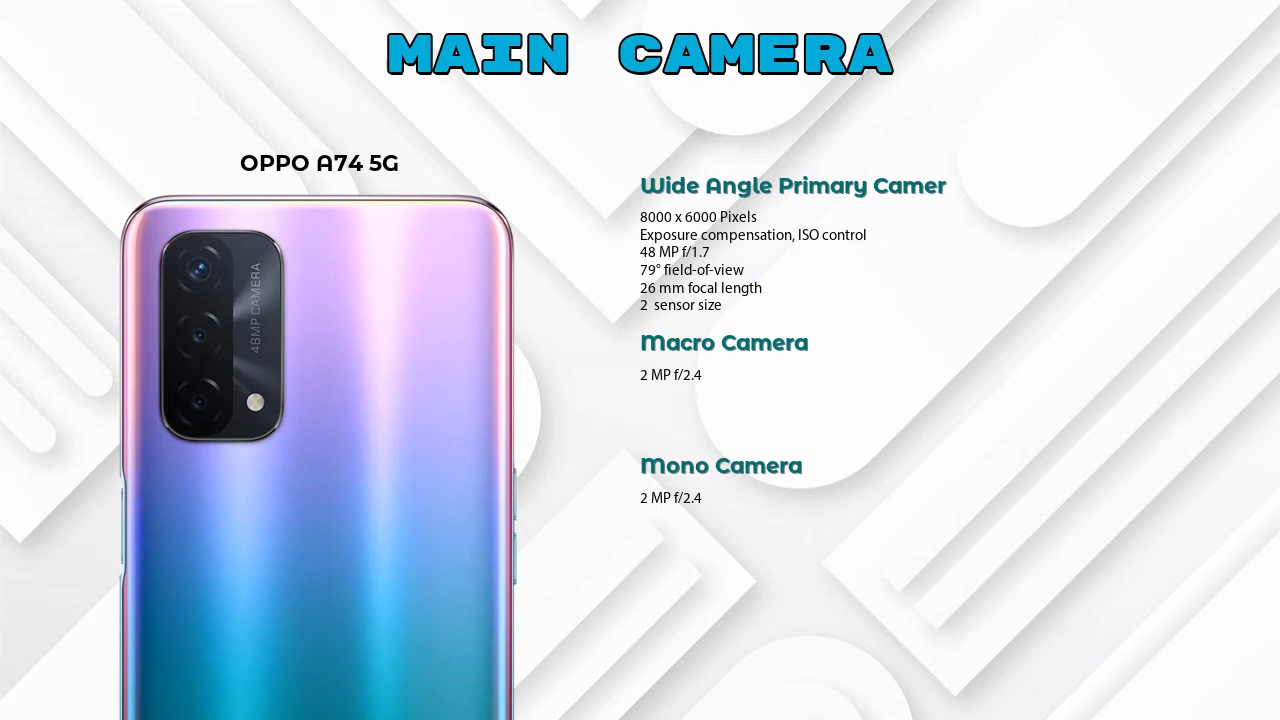 MAIN CAMERA
OPPO A74 5G
48MP CAMERA
Wide Angle Primary Camer
8000 x 6000 Pixels
Exposure compensation, ISO control
48 MP f/1.7
79° field-of-view
26 mm focal length
2  sensor size
Macro Camera
2 MP f/2.4
Mono Camera
2 MP f/2.4